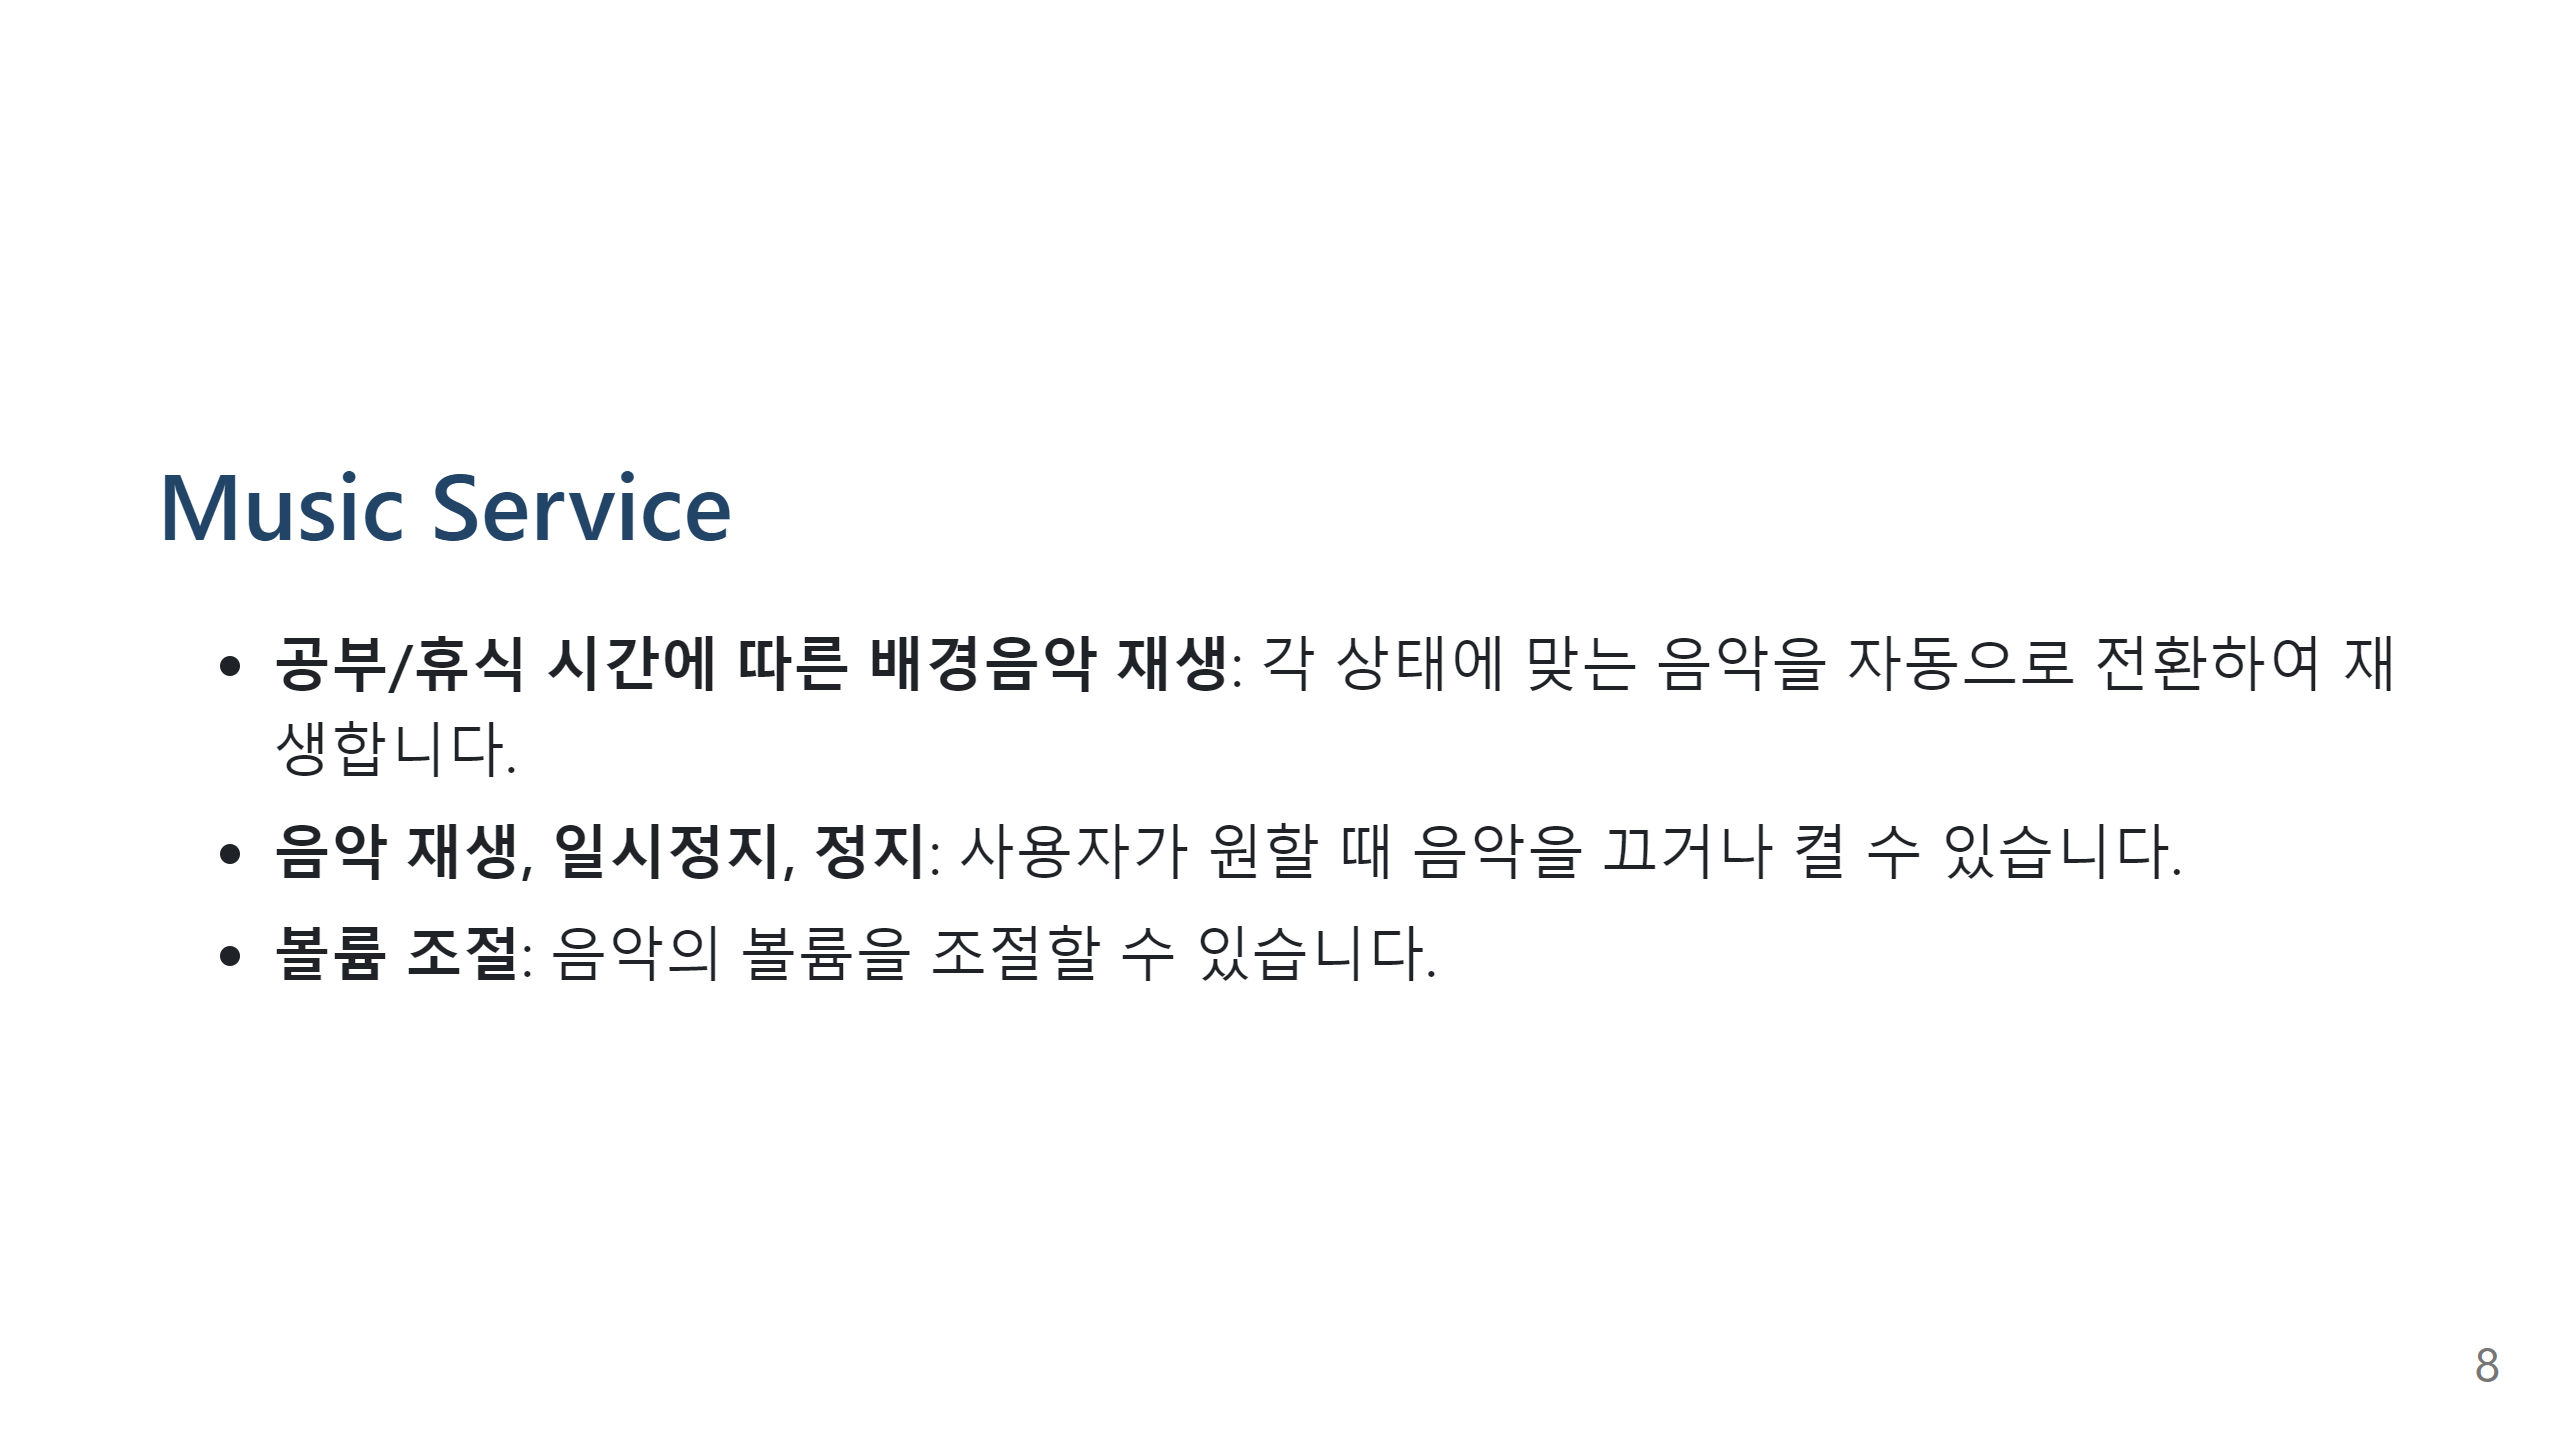 Music Service
• 공부/휴식 시간에 따른 배경음악 재생: 각 상태에 맞는 음악을 자동으로 전환하여 재
생합니다.
• 음악 재생, 일시정지, 정지: 사용자가 원할 때 음악을 끄거나 켤 수 있습니다.
• 볼륨 조절: 음악의 볼륨을 조절할 수 있습니다.
8